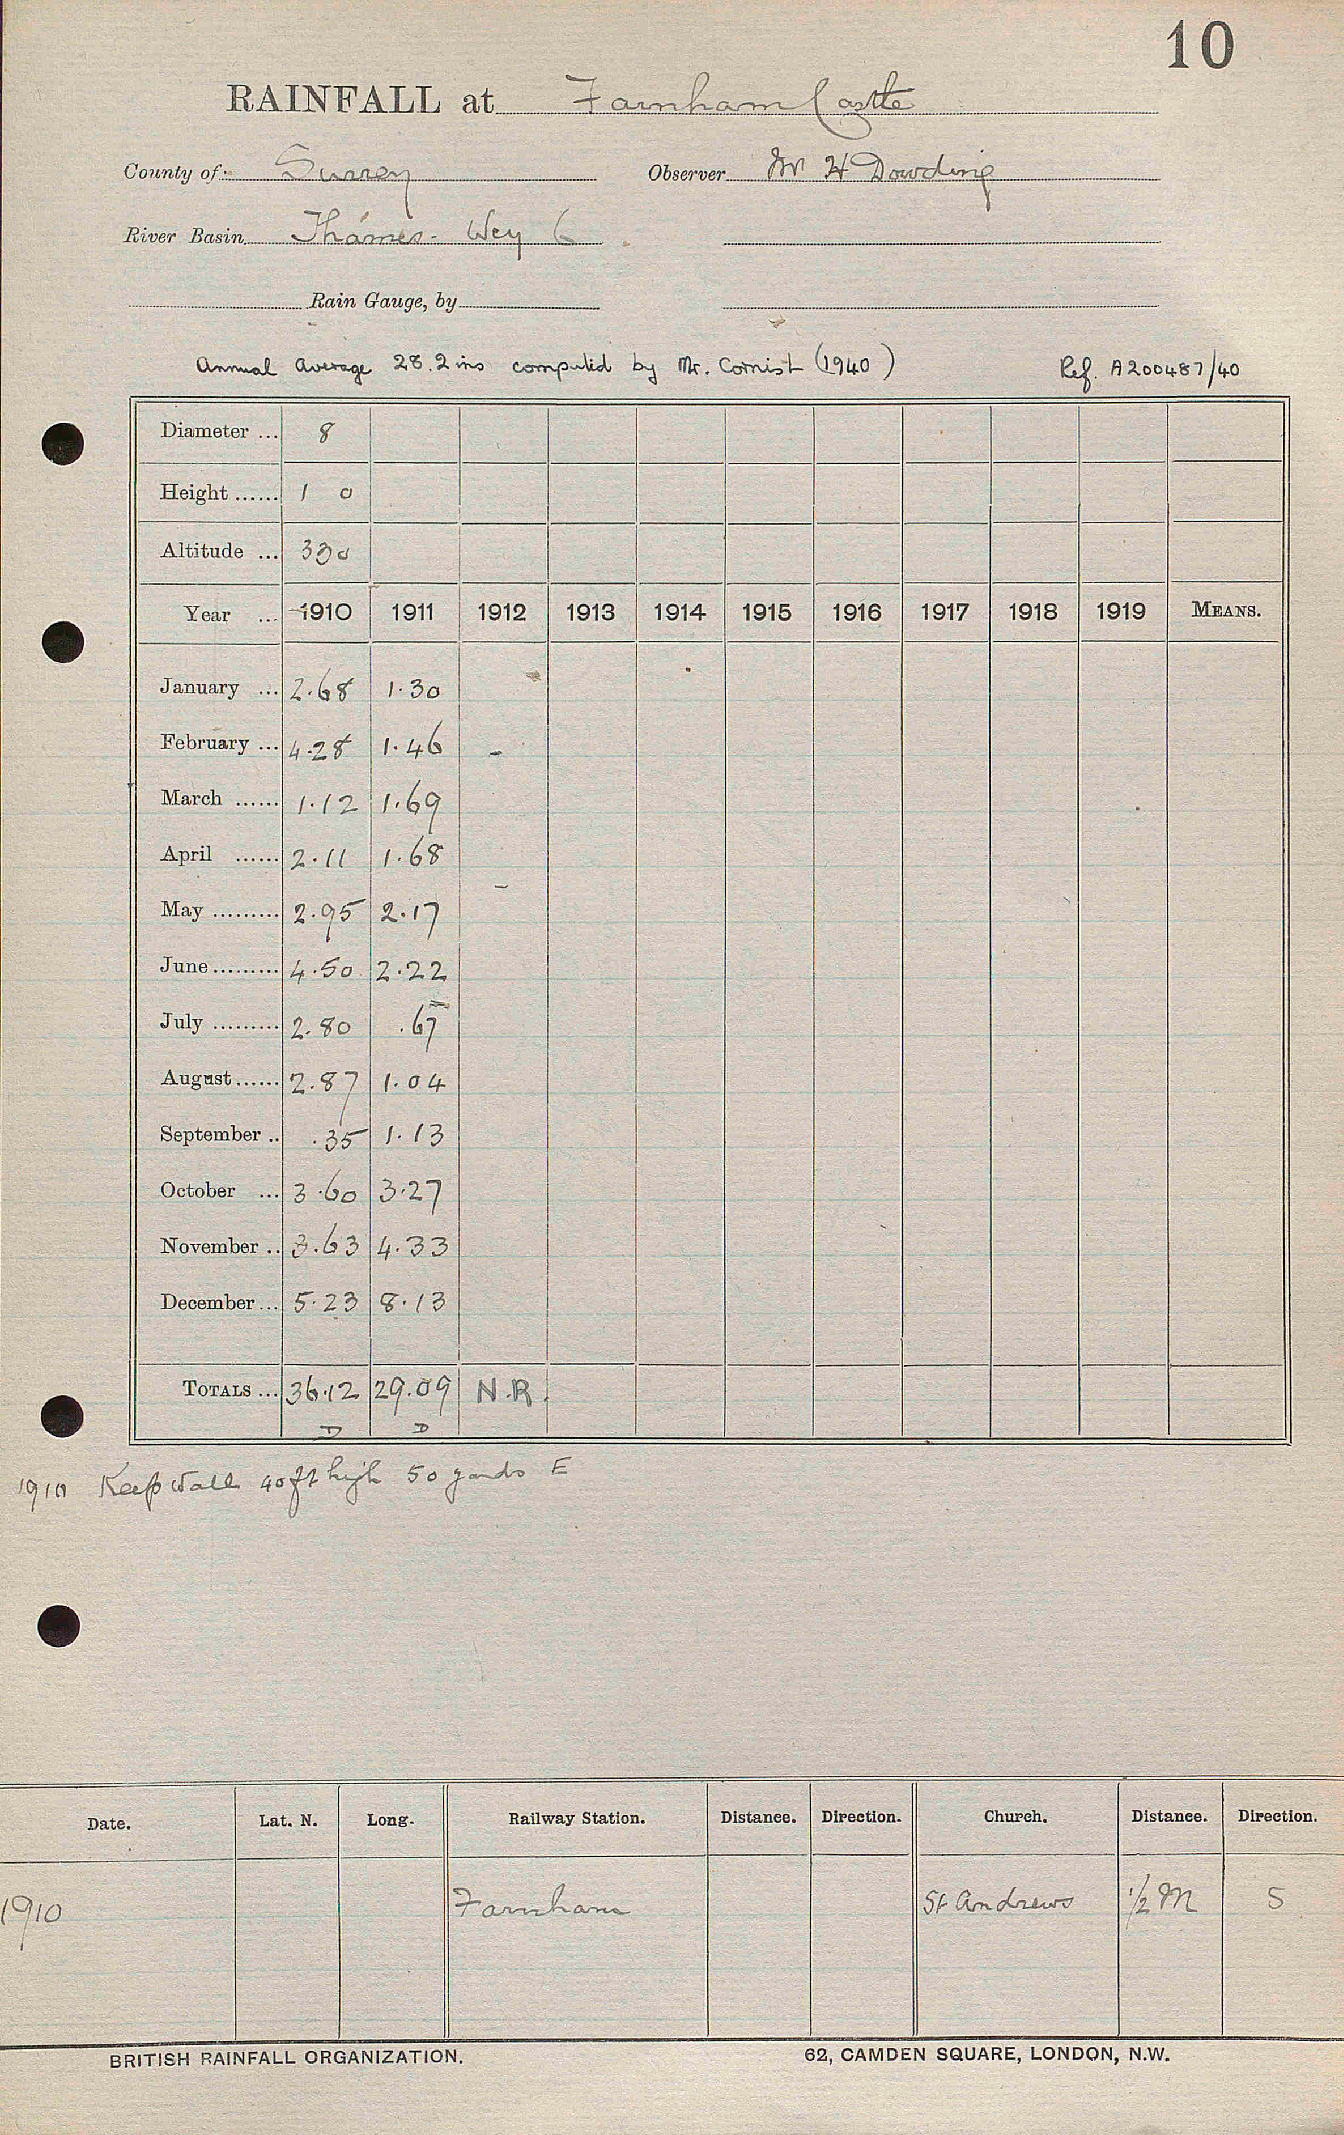 10
RAINFALL at Farnham Castle
County of Surrey Observer Mr H Dowding
River Basin Thames - Wey 6
Rain Gauge, by
Annual Average 28.2 ins computed by Mr. Cornish (1940) Ref. A200487/40
Diameter ... 8
Height ...... 1 0
Altitude ... 330
Year ... 1910 1911 1912 1913 1914 1915 1916 1917 1918 1919 MEANS.
January ... 2.68 1.30
February ... 4.28 1.46
March ...... 1.12 1.69
April ...... 2.11 1.68
May ......... 2.95 2.17
June ......... 4.50 2.22
July ......... 2.80 .67
August ...... 2.87 1.04
September .. .35 1.13
October ... 3.60 3.27
November .. 3.63 4.33
December ... 5.23 8.13
TOTALS ... 36.12 29.09 N.R.
D D
1910 Keep wall 40 ft high 50 yards E
Date. Lat. N. Long. Railway Station. Distance. Direction. Church. Distance. Direction.
1910 Farnham St Andrews 1/2 M S
BRITISH RAINFALL ORGANIZATION. 62, CAMDEN SQUARE, LONDON, N.W.